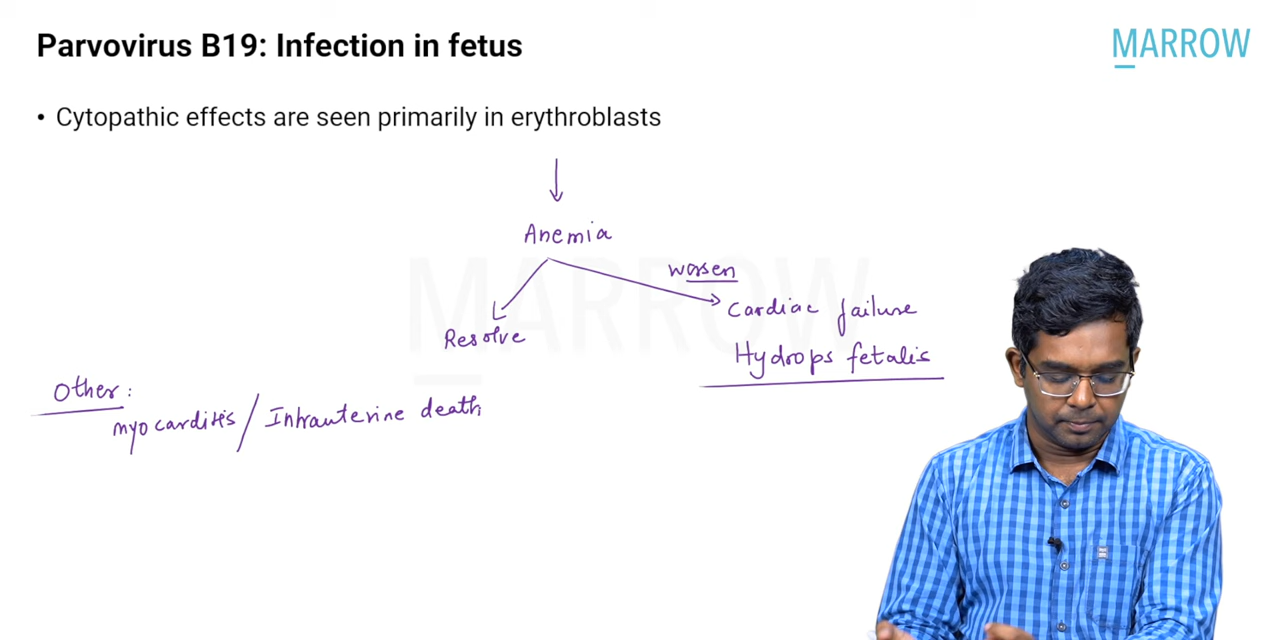 Parvovirus B19: Infection in fetus
MARROW
• Cytopathic effects are seen primarily in erythroblasts
Anemia
worsen
Resolve
Cardiac failure
Hydrops fetalis
Other:
myocarditis / Intrauterine death
MARROW